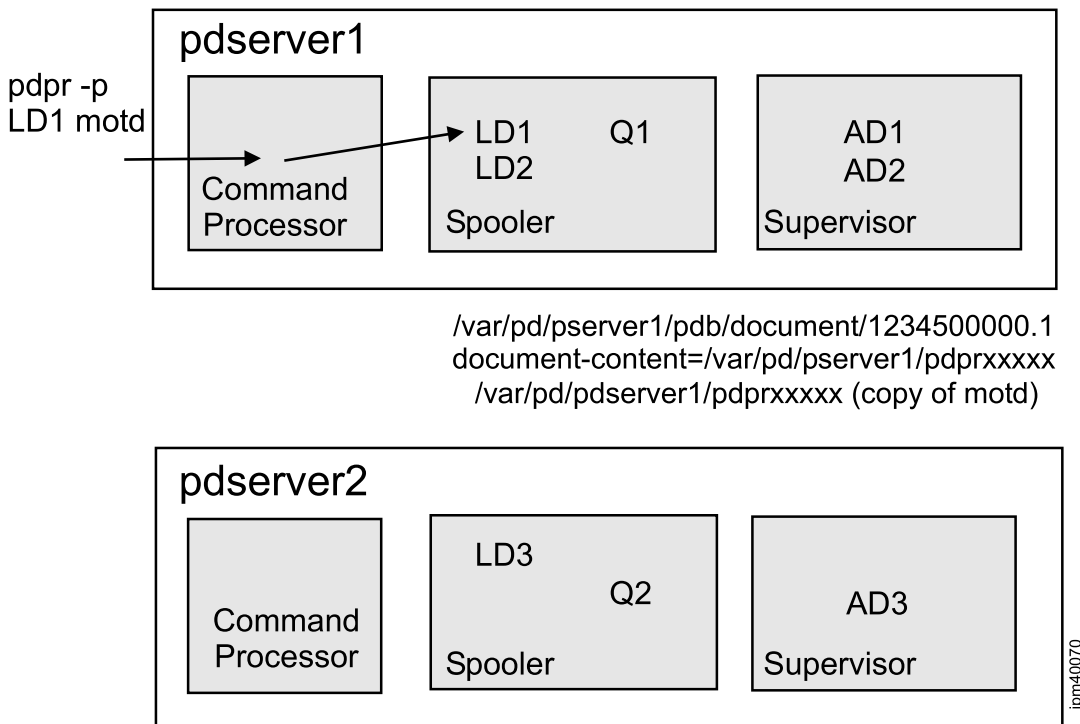 pdserver1
pdpr -p
LD1 motd
LD1
Q1
LD2
AD1
AD2
Command
Processor
Spooler
Supervisor
/var/pd/pserver1/pdb/document/1234500000.1
document-content=/var/pd/pserver1/pdprxxxxx
/var/pd/pdserver1/pdprxxxxx (copy of motd)
pdserver2
LD3
Q2
AD3
Command
Processor
Spooler
Supervisor
ipm40070